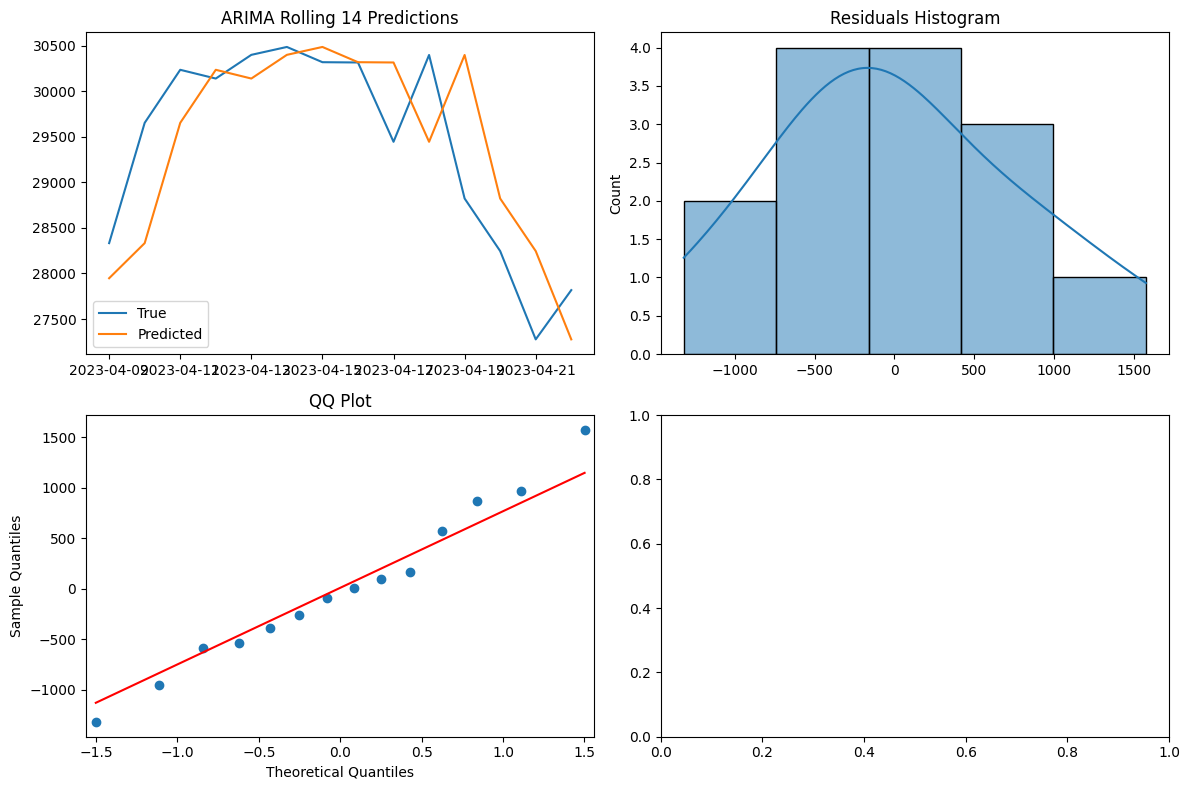 ARIMA Rolling 14 Predictions
30500
30000
29500
29000
28500
28000
27500
True
Predicted
2023-04-09 2023-04-11 2023-04-13 2023-04-15 2023-04-17 2023-04-19 2023-04-21
Residuals Histogram
Count
4.0
3.5
3.0
2.5
2.0
1.5
1.0
0.5
0.0
−1000 −500 0 500 1000 1500
QQ Plot
Sample Quantiles
1500
1000
500
0
−500
−1000
−1.5 −1.0 −0.5 0.0 0.5 1.0 1.5
Theoretical Quantiles
1.0
0.8
0.6
0.4
0.2
0.0
0.0 0.2 0.4 0.6 0.8 1.0